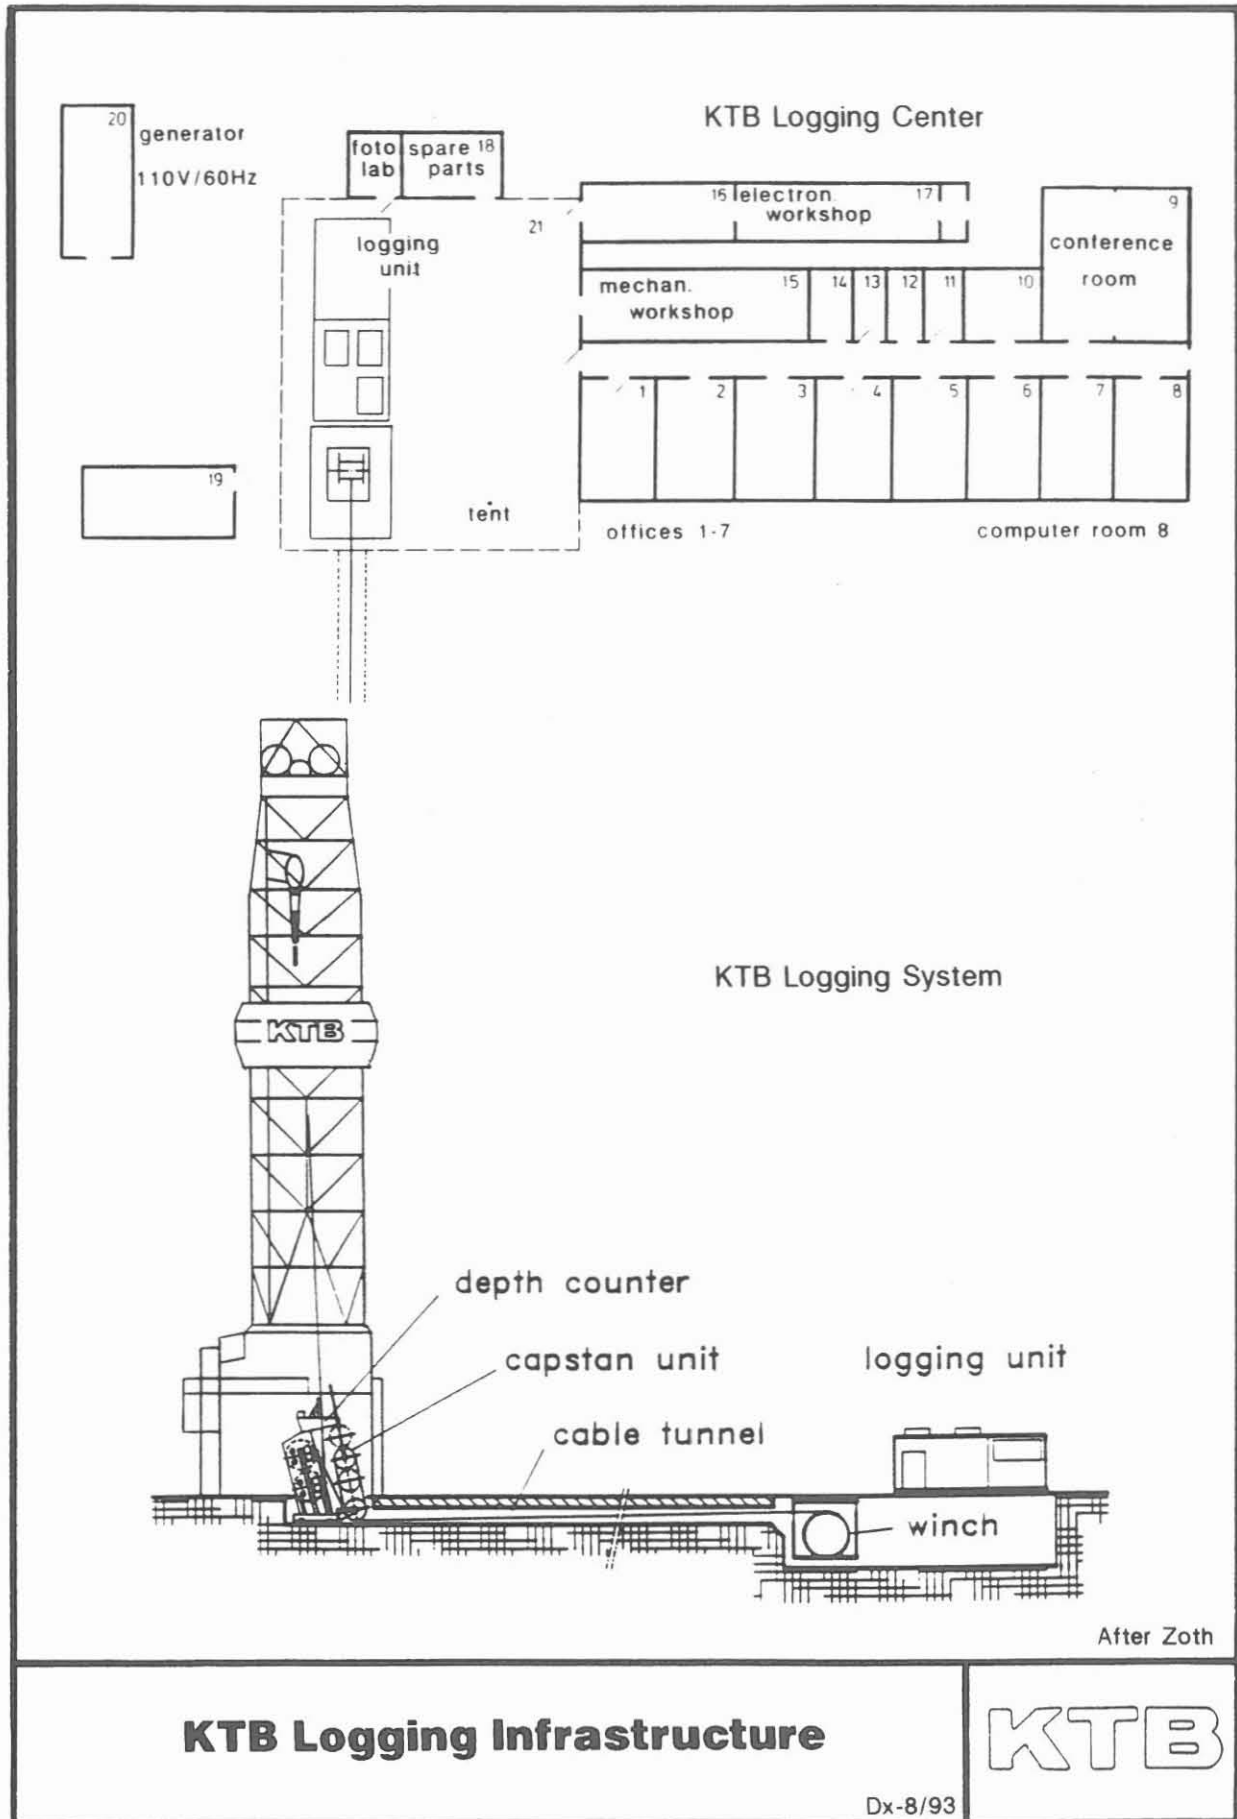 KTB Logging Center
20
generator
110V/60Hz
foto
lab
spare 18
parts
logging
unit
21
16
electron.
workshop
17
9
conference
room
mechan.
workshop
15
14
13
12
11
10
1
2
3
4
5
6
7
8
19
tent
offices 1-7
computer room 8
KTB Logging System
KTB
depth counter
capstan unit
logging unit
cable tunnel
winch
After Zoth
KTB Logging Infrastructure
KTB
Dx-8/93